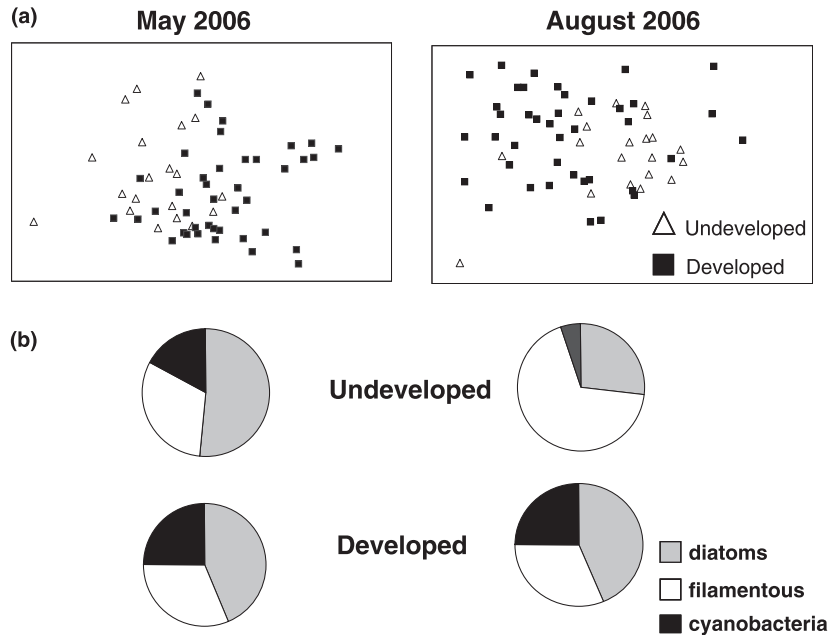 (a)
May 2006
August 2006
Undeveloped
Developed
(b)
Undeveloped
Developed
diatoms
filamentous
cyanobacteria